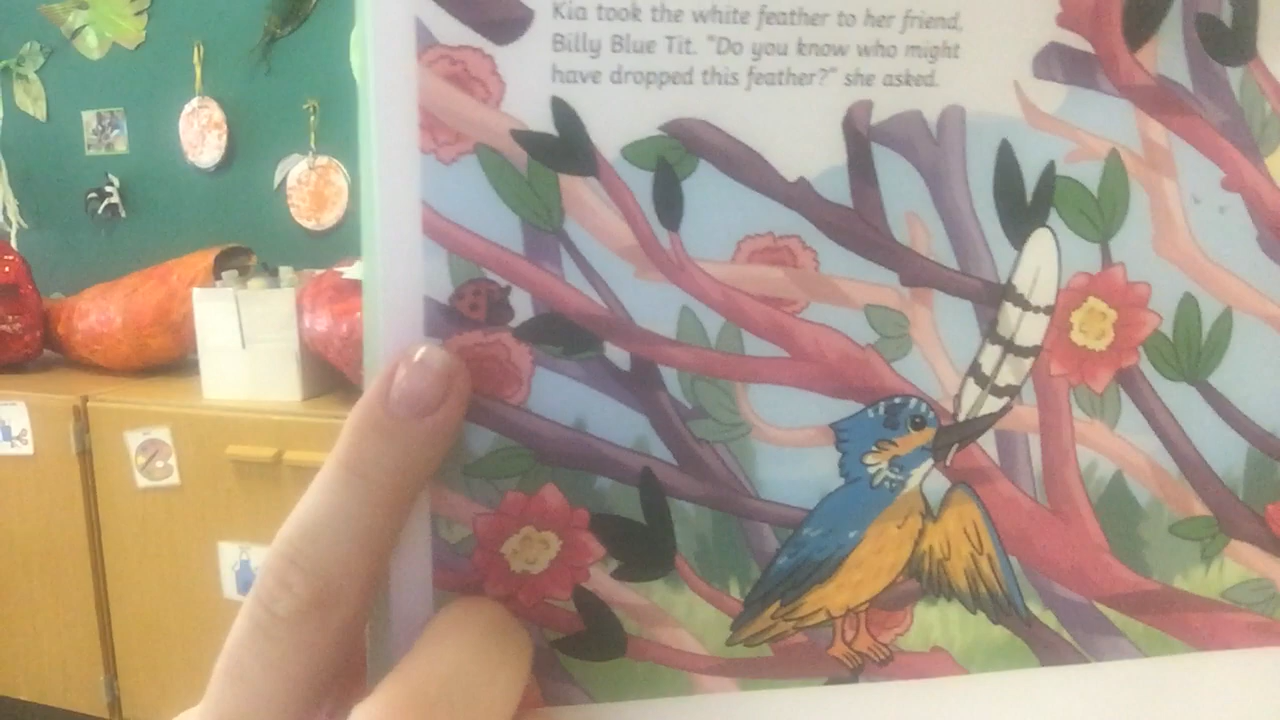 Kia took the white feather to her friend,
Billy Blue Tit. "Do you know who might
have dropped this feather?" she asked.